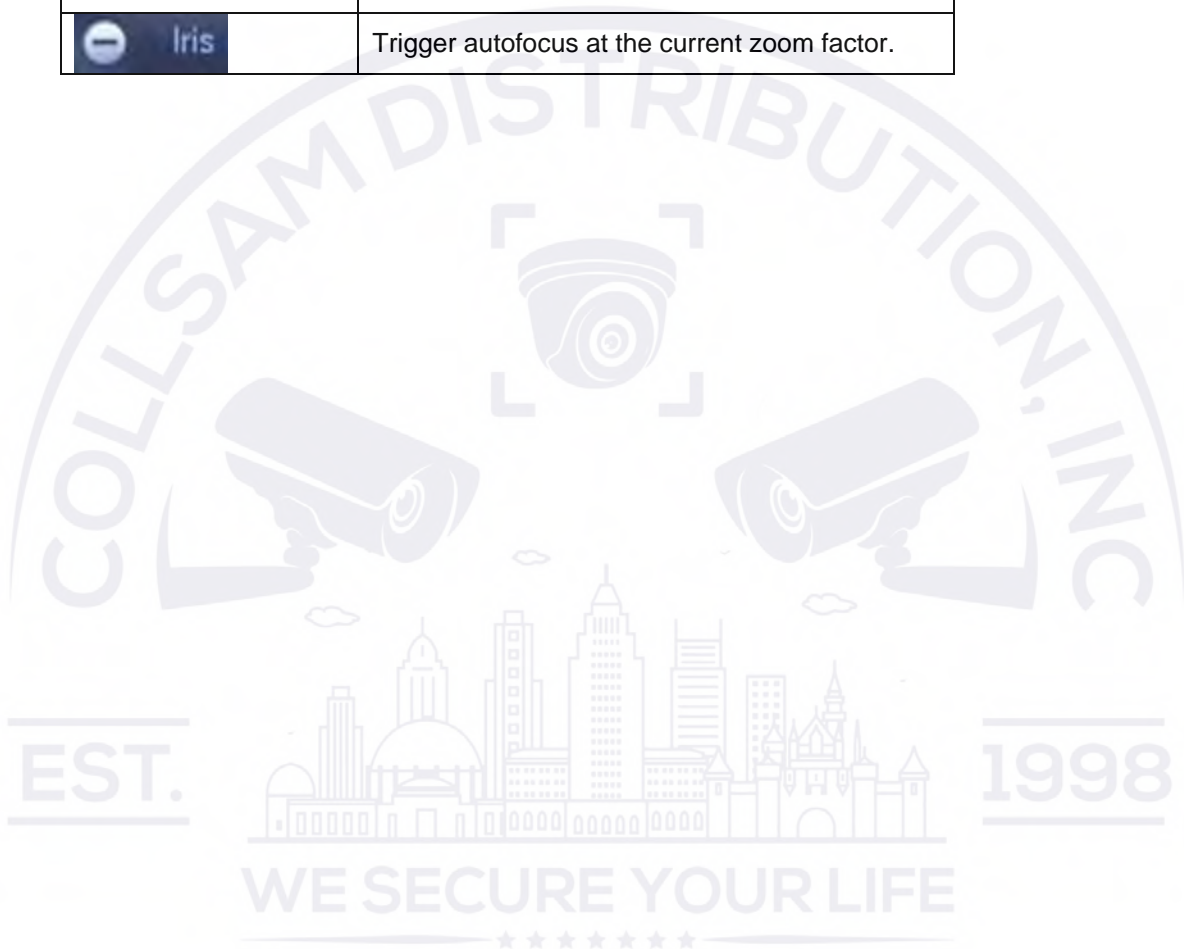 Iris Trigger autofocus at the current zoom factor.
COLLSAM DISTRIBUTION, INC
EST. 1998
WE SECURE YOUR LIFE